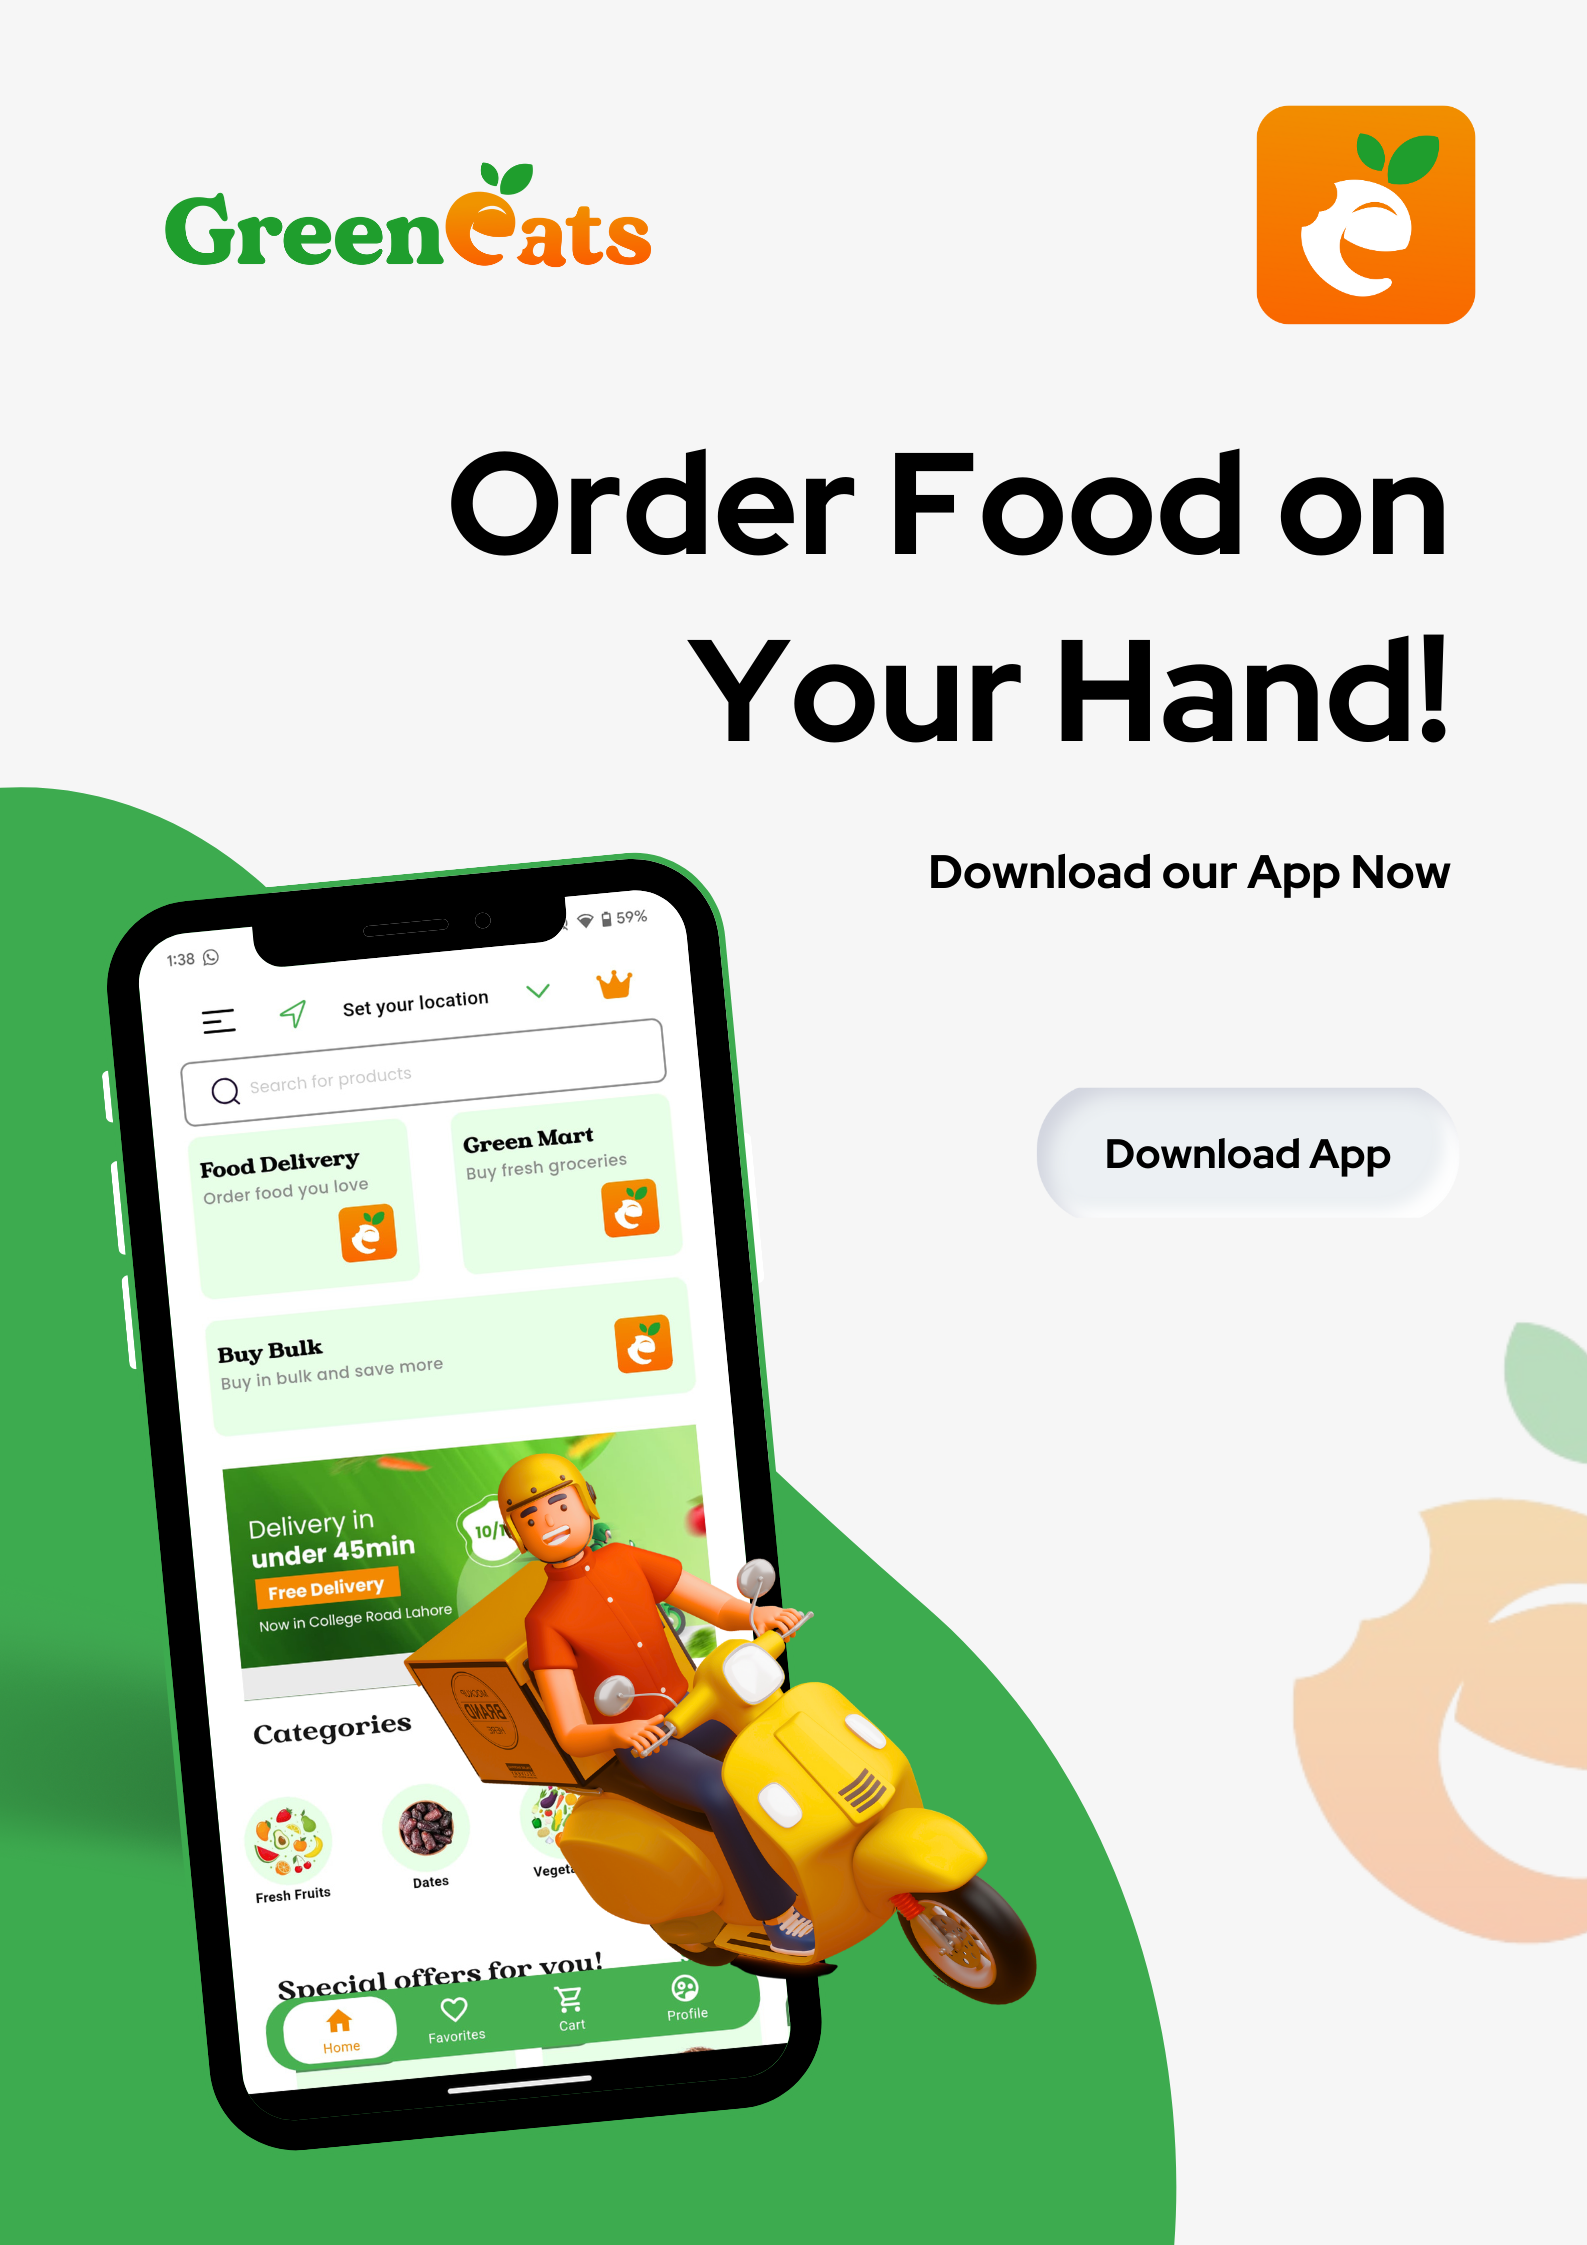 GreenEats
Order Food on
Your Hand!
Download our App Now
Download App
1:38
59%
Set your location
Search for products
Food Delivery
Order food you love
Green Mart
Buy fresh groceries
Buy Bulk
Buy in bulk and save more
Delivery in
under 45min
Free Delivery
Now in College Road Lahore
BRAND
HERE
Categories
Fresh Fruits
Dates
Special offers for you!
Home
Favorites
Cart
Profile